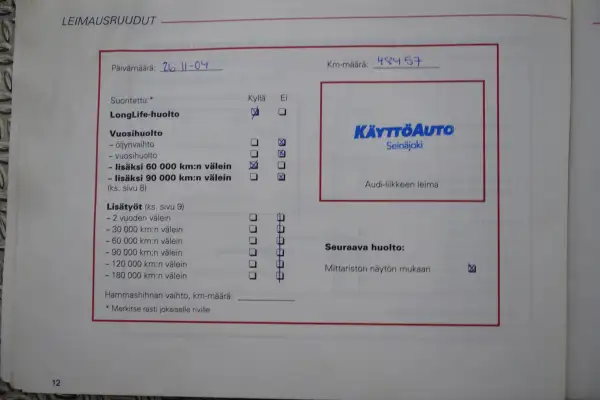 LEIMAUSRUUDUT
Päivämäärä: 26.11-04
Km-määrä: 48457
Suoritettu:* Kyllä Ei
LongLife-huolto
Vuosihuolto
– öljynvaihto
– vuosihuolto
– lisäksi 60 000 km:n välein
– lisäksi 90 000 km:n välein
(ks. sivu 8)
KÄYTTÖAUTO
Seinäjoki
Audi-liikkeen leima
Lisätyöt (ks. sivu 9)
– 2 vuoden välein
– 30 000 km:n välein
– 60 000 km:n välein
– 90 000 km:n välein
– 120 000 km:n välein
– 180 000 km:n välein
Seuraava huolto:
Mittariston näytön mukaan
Hammashihnan vaihto, km-määrä:
* Merkitse rasti jokaiselle riville
12